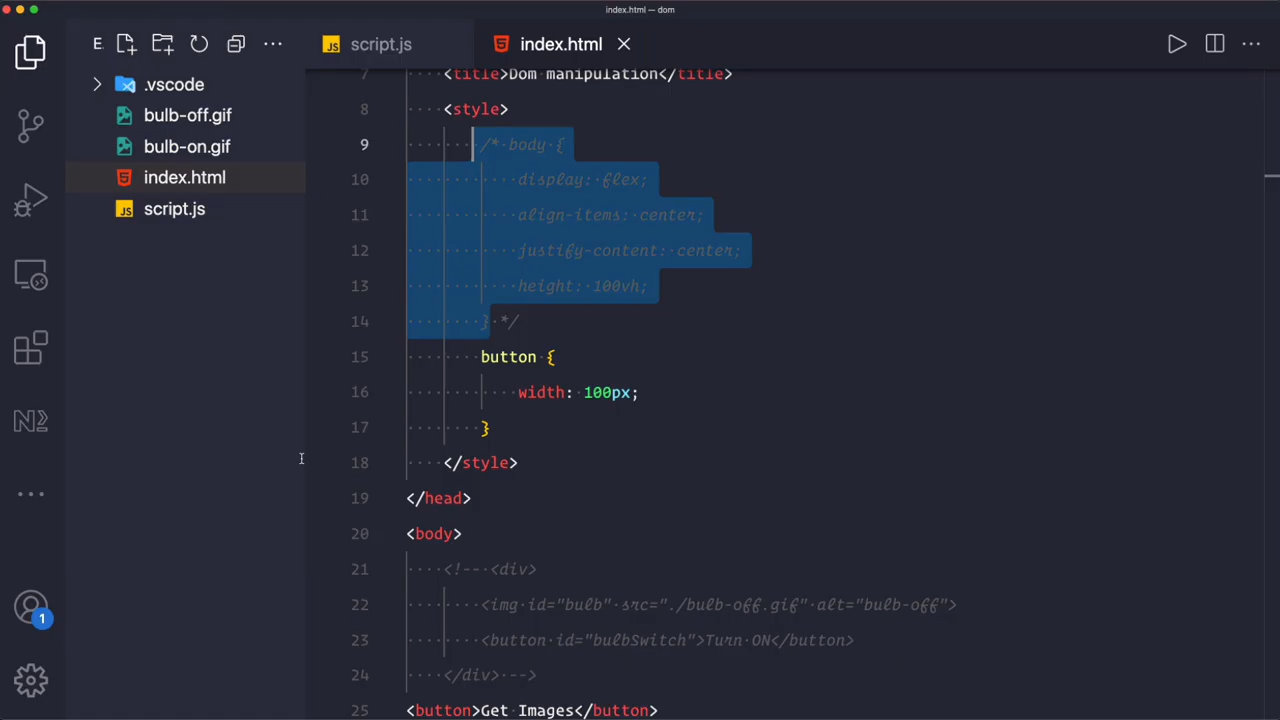 index.html — dom
E
JS script.js
index.html
.vscode
bulb-off.gif
bulb-on.gif
index.html
JS script.js
1
7 <title>Dom manipulation</title>
8 <style>
9 /* body {
10 display: flex;
11 align-items: center;
12 justify-content: center;
13 height: 100vh;
14 } */
15 button {
16 width: 100px;
17 }
18 </style>
19 </head>
20 <body>
21 <!-- <div>
22 <img id="bulb" src="./bulb-off.gif" alt="bulb-off">
23 <button id="bulbSwitch">Turn ON</button>
24 </div> -->
25 <button>Get Images</button>